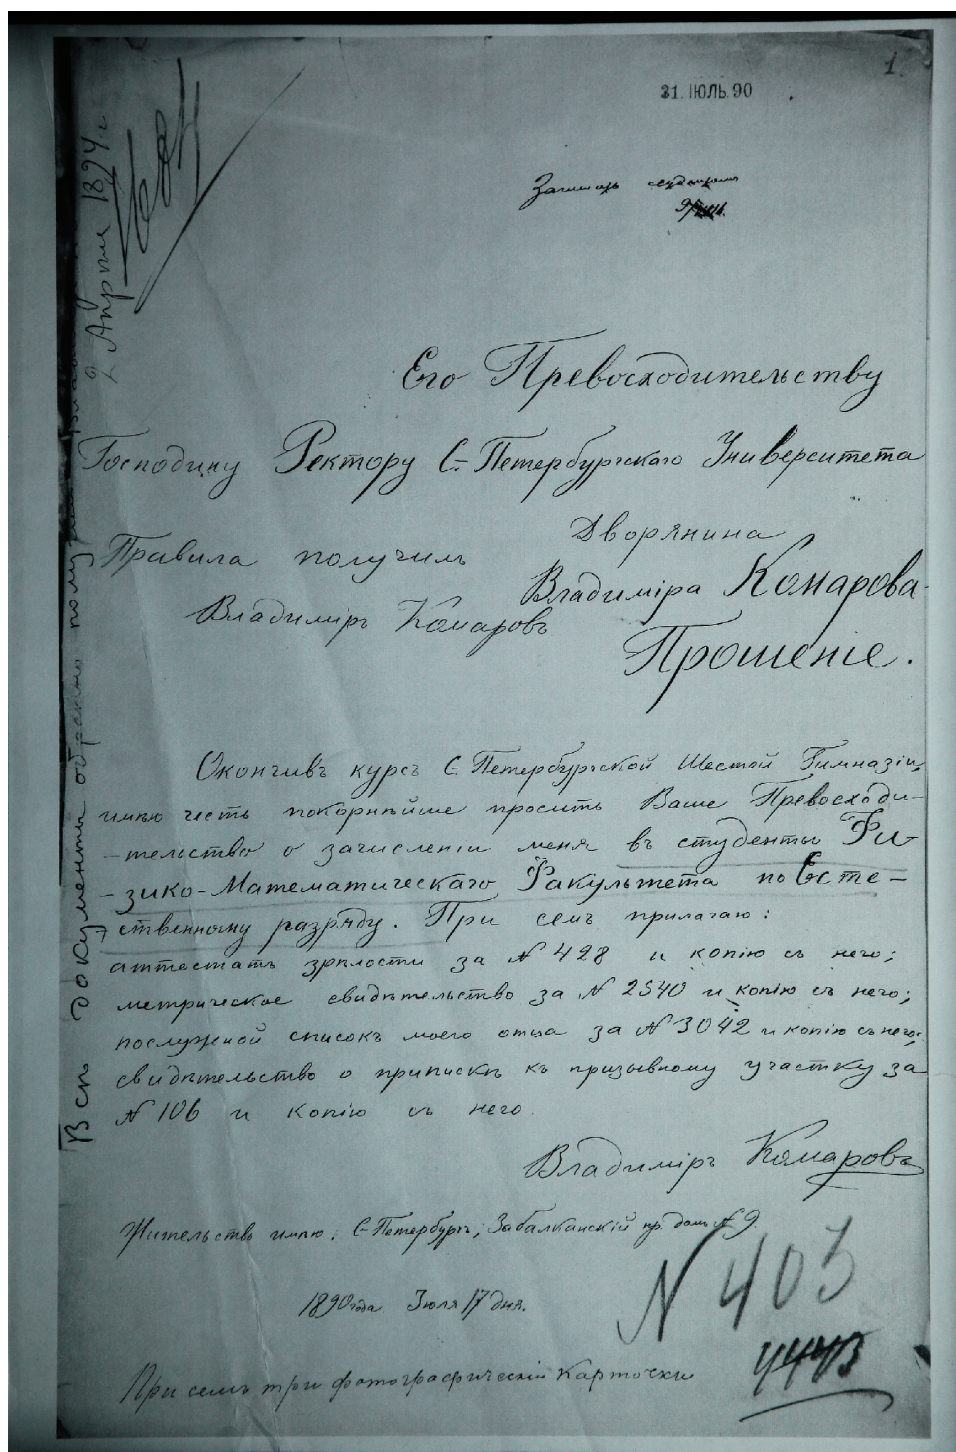 1.
21. ІЮЛЬ. 90
Его Превосходительству
Господину Ректору С.-Петербургскаго Университета
Дворянина
Правила получилъ
Владиміра Комарова
Владиміръ Комаровъ
Прошеніе.
Окончивъ курсъ С. Петербургской Шестой Гимназіи,
имѣю честь покорнѣйше просить Ваше Превосходи-
-тельство о зачисленіи меня въ студенты Фи-
-зико-Математическаго Факультета по Есте-
-ственному разряду. При семъ прилагаю:
аттестатъ зрѣлости за № 428 и копію съ него;
метрическое свидѣтельство за № 2540 и копію съ него;
послужной списокъ моего отца за № 3042 и копію съ него;
свидѣтельство о припискѣ къ призывному участку за
№ 106 и копію съ него.
Владиміръ Комаровъ
Жительство имѣю: С-Петербургъ; Забалканскій пр. домъ № 9.
1890 года Іюля 17 дня.
N 403
При семъ три фотографическія карточки
Всѣ документы обратно
2 Апрѣля 1894 г.